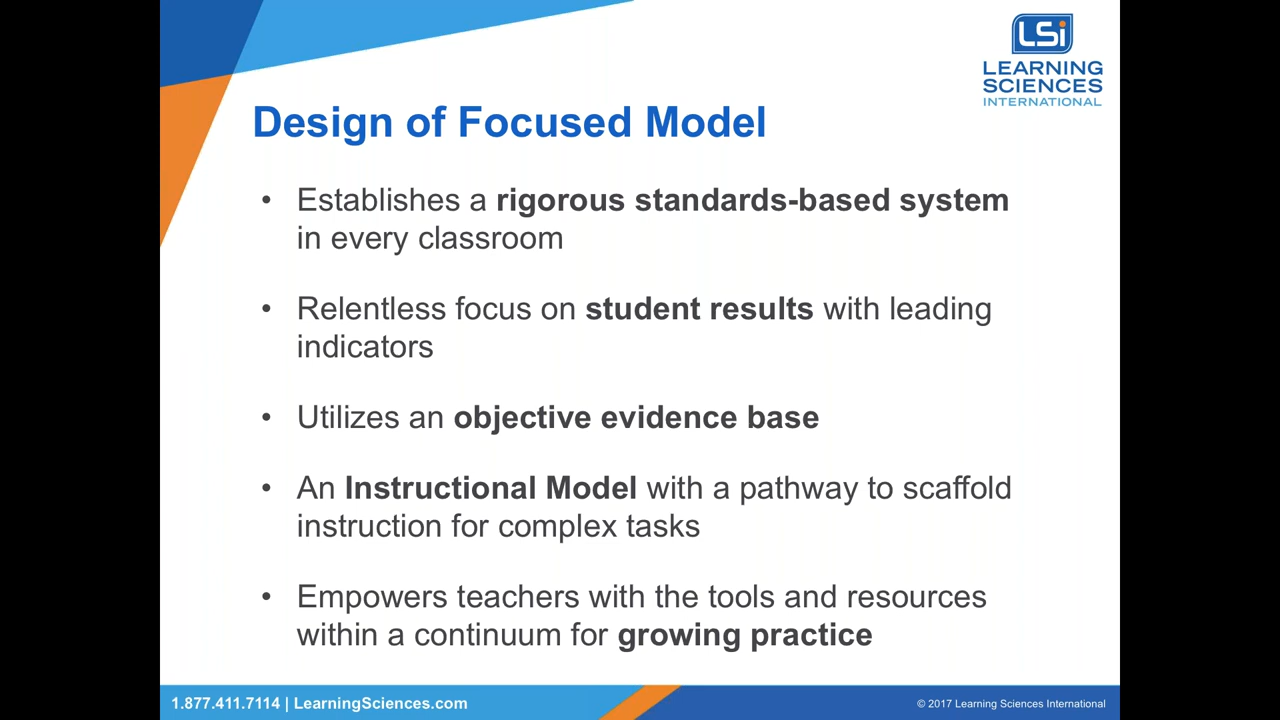 LSi
LEARNING
SCIENCES
INTERNATIONAL
Design of Focused Model
• Establishes a rigorous standards-based system
in every classroom
• Relentless focus on student results with leading
indicators
• Utilizes an objective evidence base
• An Instructional Model with a pathway to scaffold
instruction for complex tasks
• Empowers teachers with the tools and resources
within a continuum for growing practice
1.877.411.7114 | LearningSciences.com
© 2017 Learning Sciences International